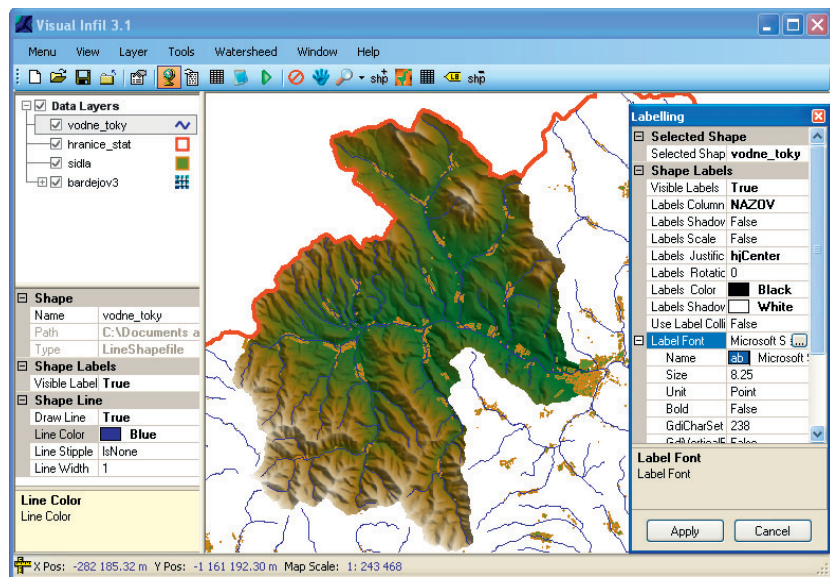 Visual Infil 3.1
Menu View Layer Tools Watersheed Window Help
shp shp
Data Layers
vodne_toky
hranice_stat
sidla
bardejov3
Shape
Name vodne_toky
Path C:\Documents a
Type LineShapefile
Shape Labels
Visible Label True
Shape Line
Draw Line True
Line Color Blue
Line Stipple lsNone
Line Width 1
Line Color
Line Color
X Pos: -282 185.32 m Y Pos: -1 161 192.30 m Map Scale: 1: 243 468
Labelling
Selected Shape
Selected Shap vodne_toky
Shape Labels
Visible Labels True
Labels Column NAZOV
Labels Shadov False
Labels Scale False
Labels Justific hjCenter
Labels Rotatic 0
Labels Color Black
Labels Shadov White
Use Label Colli False
Label Font Microsoft S ...
Name ab Microsoft
Size 8.25
Unit Point
Bold False
GdiCharSet 238
Label Font
Label Font
Apply Cancel